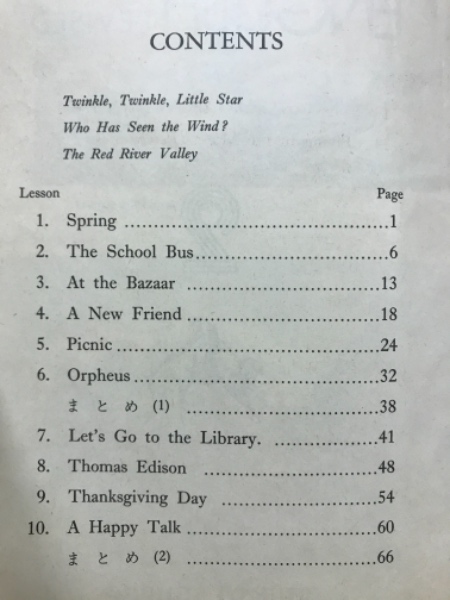 CONTENTS
Twinkle, Twinkle, Little Star
Who Has Seen the Wind?
The Red River Valley
Lesson Page
1. Spring ........................................1
2. The School Bus..............................6
3. At the Bazaar ..............................13
4. A New Friend..............................18
5. Picnic ........................................24
6. Orpheus......................................32
まとめ (1) ..............................38
7. Let's Go to the Library. ................41
8. Thomas Edison ..........................48
9. Thanksgiving Day ........................54
10. A Happy Talk..............................60
まとめ (2) ..............................66